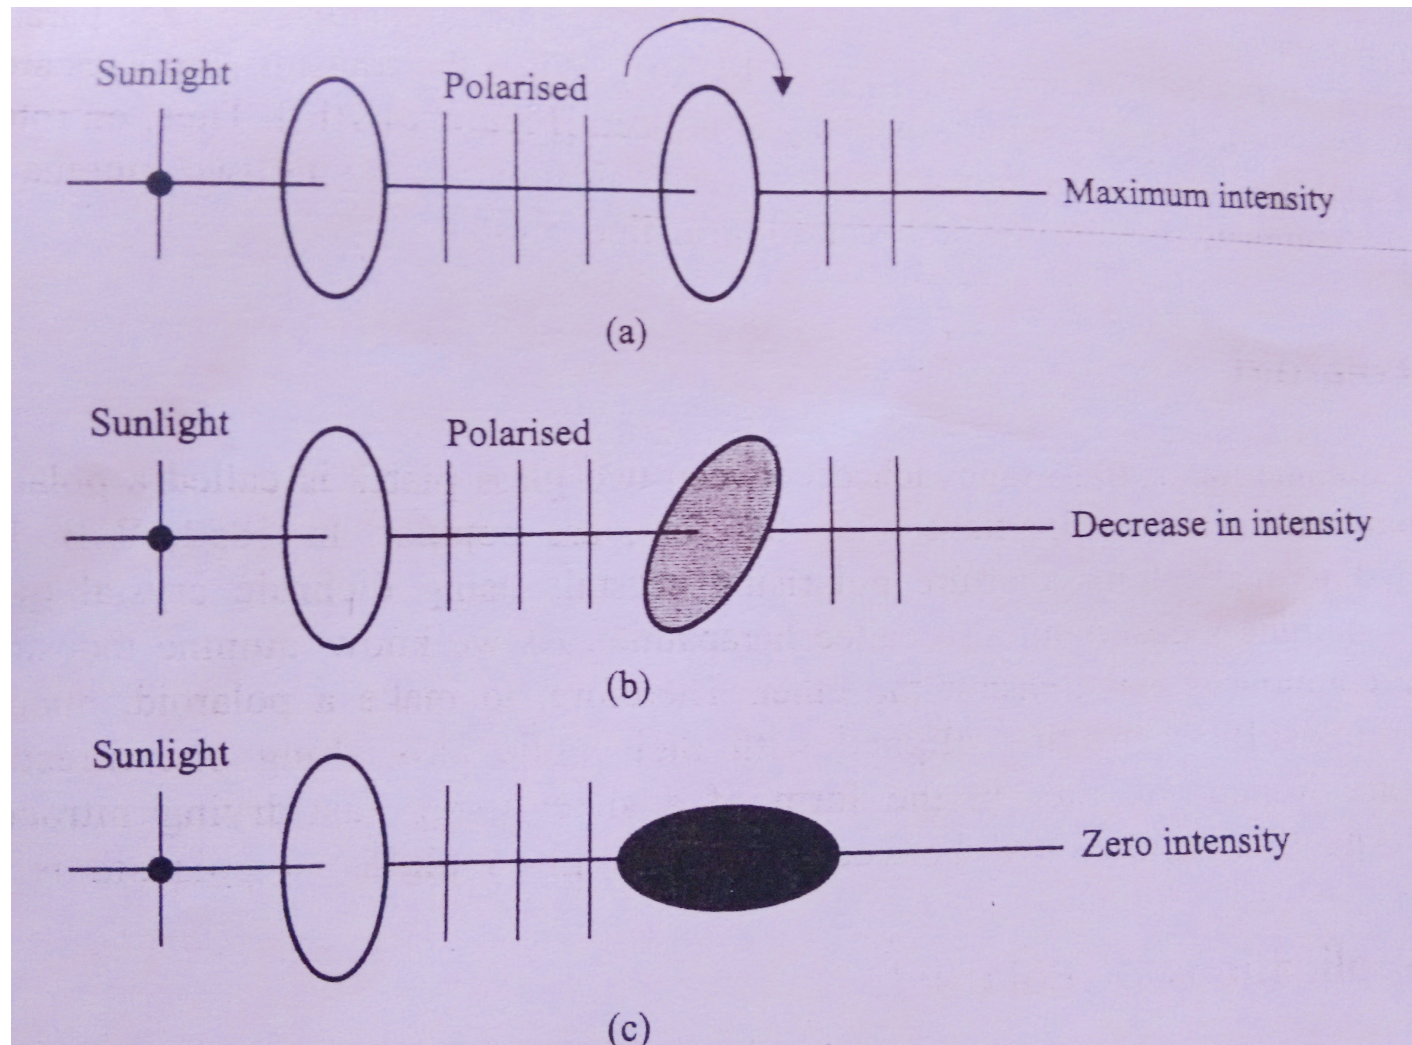 Sunlight
Polarised
Maximum intensity
(a)
Sunlight
Polarised
Decrease in intensity
(b)
Sunlight
Zero intensity
(c)